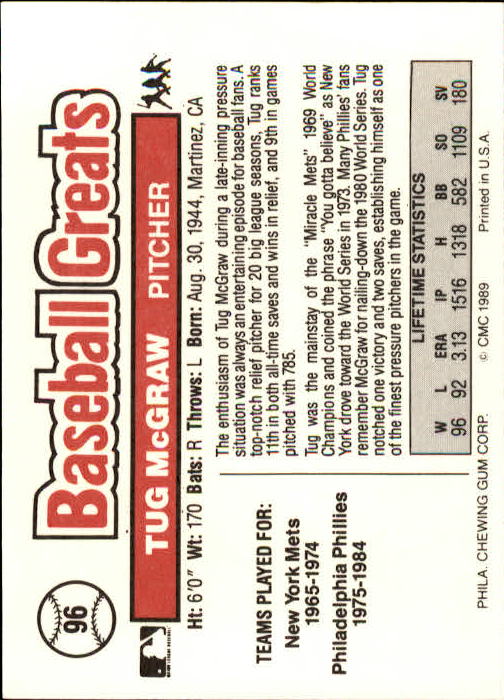 96
Baseball Greats
TUG McGRAW PITCHER
Ht: 6'0" Wt: 170 Bats: R Throws: L Born: Aug. 30, 1944, Martinez, CA
TEAMS PLAYED FOR:
New York Mets
1965-1974
Philadelphia Phillies
1975-1984
The enthusiasm of Tug McGraw during a late-inning pressure
situation was always an entertaining episode for baseball fans. A
top-notch relief pitcher for 20 big league seasons, Tug ranks
11th in both all-time saves and wins in relief, and 9th in games
pitched with 785.
Tug was the mainstay of the "Miracle Mets" 1969 World
Champions and coined the phrase "You gotta believe" as New
York drove toward the World Series in 1973. Many Phillies' fans
remember McGraw for nailing-down the 1980 World Series. Tug
notched one victory and two saves, establishing himself as one
of the finest pressure pitchers in the game.
LIFETIME STATISTICS
W L ERA IP H BB SO SV
96 92 3.13 1516 1318 582 1109 180
PHILA. CHEWING GUM CORP. © CMC 1989 Printed in U.S.A.